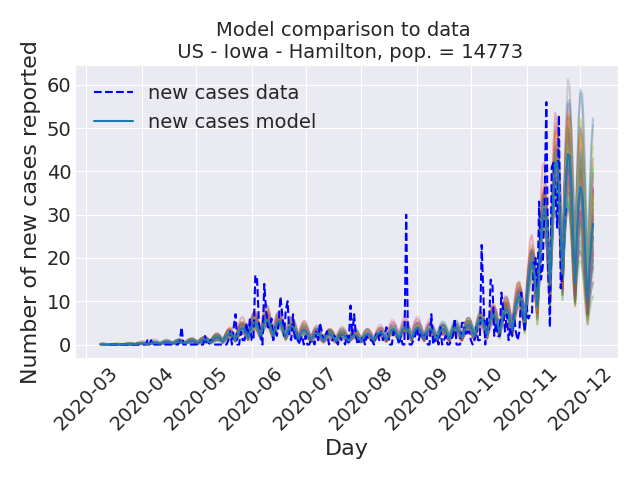 Model comparison to data
US - Iowa - Hamilton, pop. = 14773
Number of new cases reported
60
50
40
30
20
10
0
new cases data
new cases model
2020-03
2020-04
2020-05
2020-06
2020-07
2020-08
2020-09
2020-10
2020-11
2020-12
Day